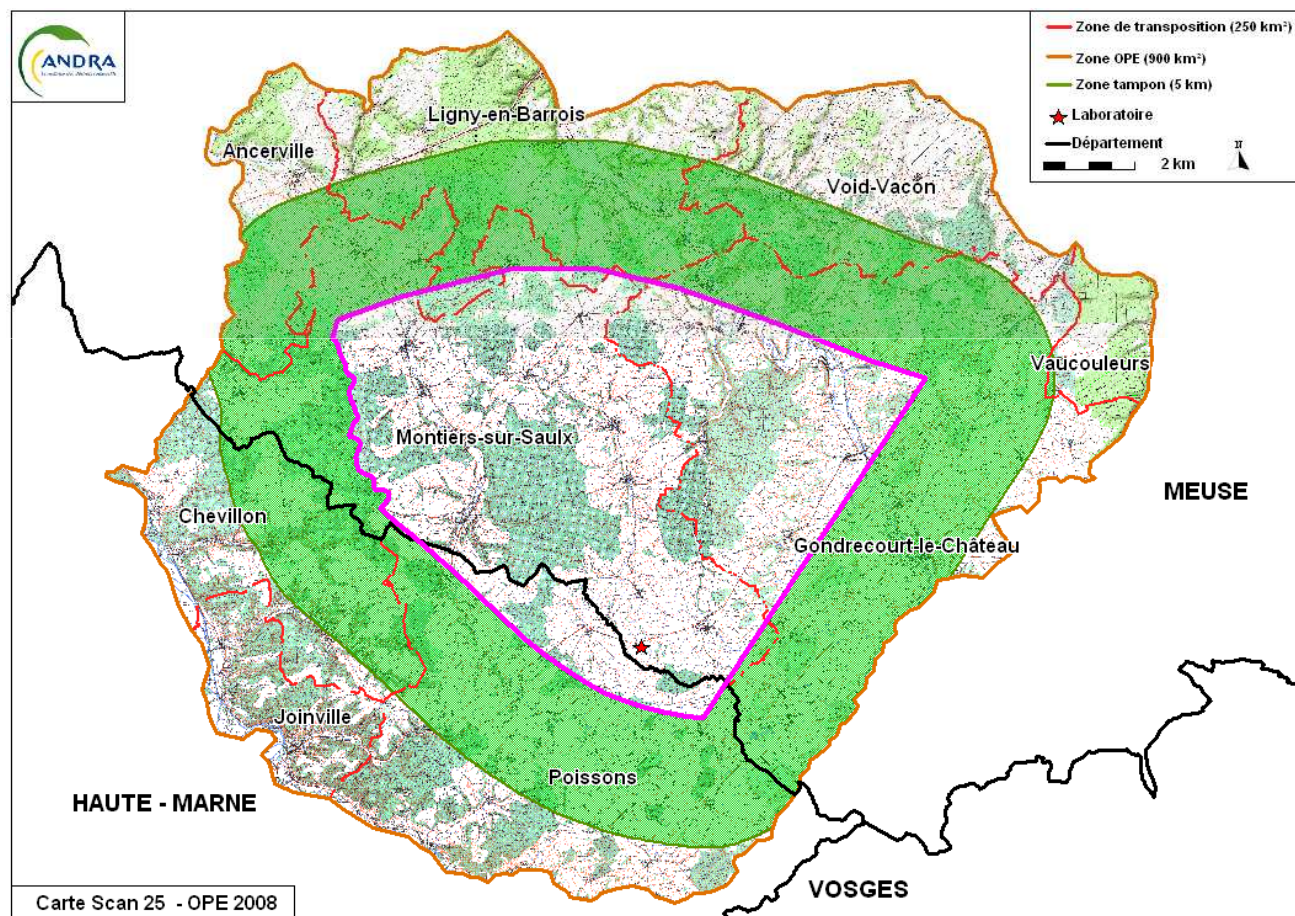 ANDRA
Zone de transposition (250 km²)
Zone OPE (900 km²)
Zone tampon (5 km)
Laboratoire
Département
2 km
N
Ligny-en-Barrois
Ancerville
Void-Vacon
Vaucouleurs
Montiers-sur-Saulx
MEUSE
Chevillon
Gondrecourt-le-Château
Joinville
Poissons
HAUTE - MARNE
VOSGES
Carte Scan 25 - OPE 2008